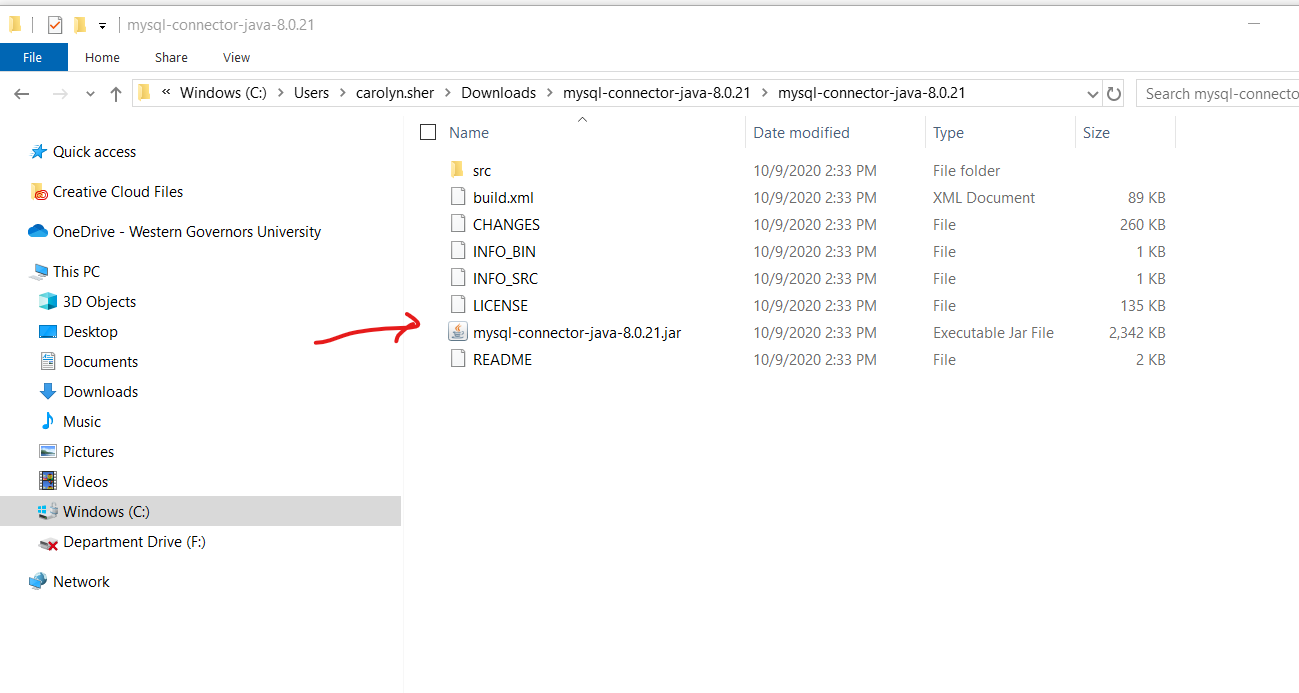 mysql-connector-java-8.0.21
File Home Share View
« Windows (C:) > Users > carolyn.sher > Downloads > mysql-connector-java-8.0.21 > mysql-connector-java-8.0.21
Search mysql-connecto
Quick access
Creative Cloud Files
OneDrive - Western Governors University
This PC
3D Objects
Desktop
Documents
Downloads
Music
Pictures
Videos
Windows (C:)
Department Drive (F:)
Network
Name Date modified Type Size
src 10/9/2020 2:33 PM File folder
build.xml 10/9/2020 2:33 PM XML Document 89 KB
CHANGES 10/9/2020 2:33 PM File 260 KB
INFO_BIN 10/9/2020 2:33 PM File 1 KB
INFO_SRC 10/9/2020 2:33 PM File 1 KB
LICENSE 10/9/2020 2:33 PM File 135 KB
mysql-connector-java-8.0.21.jar 10/9/2020 2:33 PM Executable Jar File 2,342 KB
README 10/9/2020 2:33 PM File 2 KB